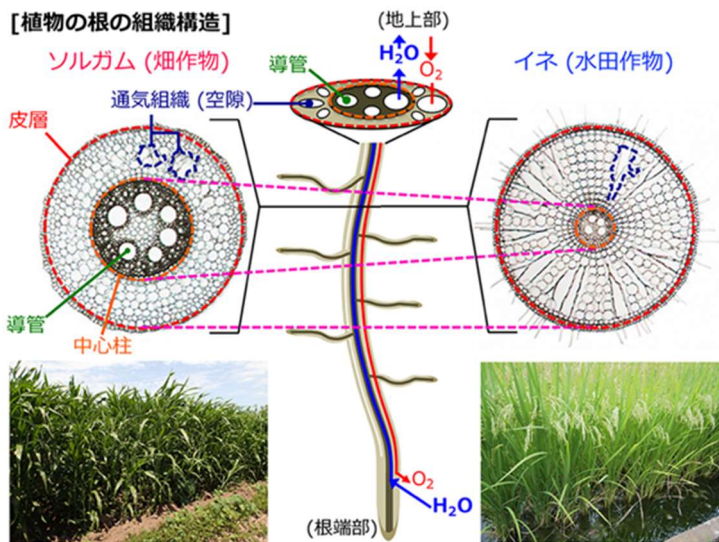 [植物の根の組織構造]
(地上部)
ソルガム (畑作物)
H₂O
O₂
イネ (水田作物)
導管
通気組織 (空隙)
皮層
導管
中心柱
O₂
H₂O
(根端部)